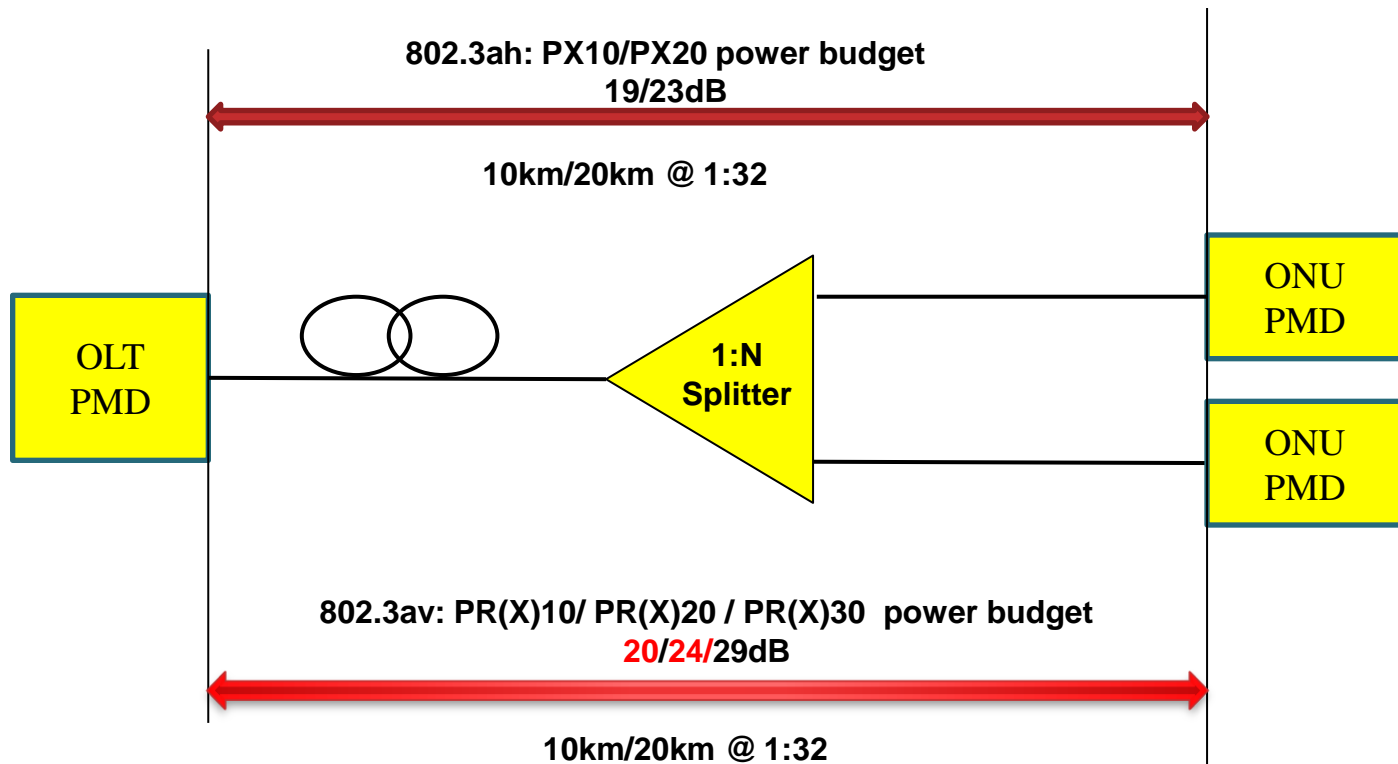 802.3ah: PX10/PX20 power budget
19/23dB
10km/20km @ 1:32
OLT
PMD
1:N
Splitter
ONU
PMD
ONU
PMD
802.3av: PR(X)10/ PR(X)20 / PR(X)30 power budget
20/24/29dB
10km/20km @ 1:32